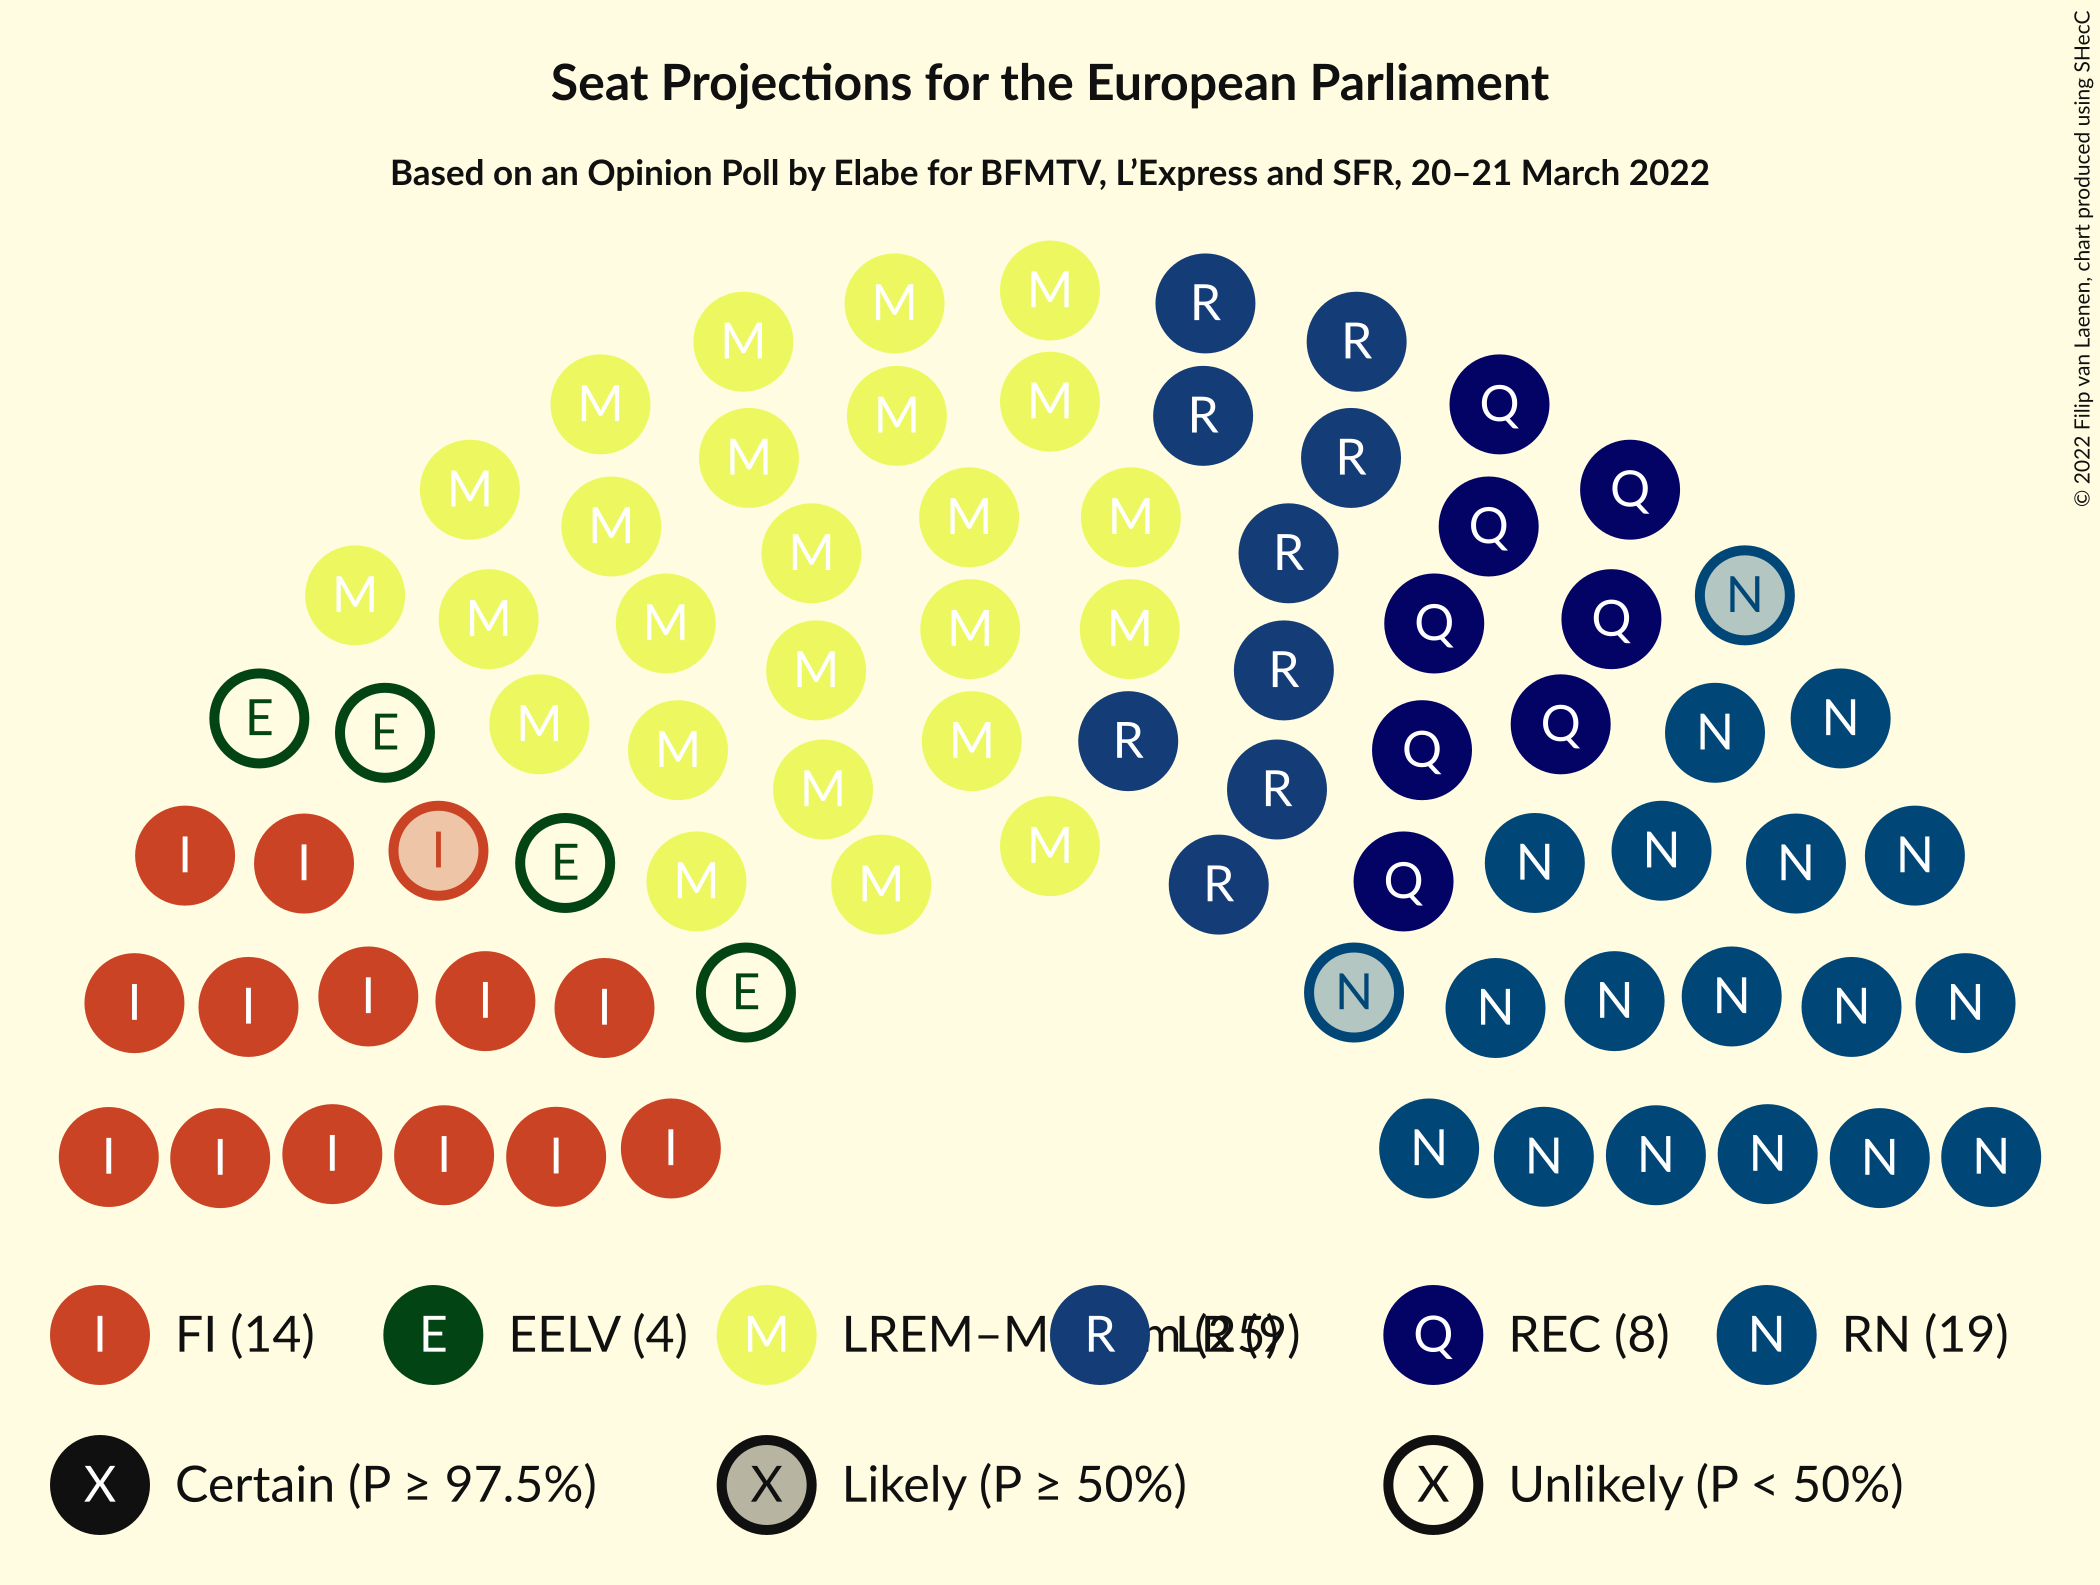 Seat Projections for the European Parliament
Based on an Opinion Poll by Elabe for BFMTV, L’Express and SFR, 20–21 March 2022
© 2022 Filip van Laenen, chart produced using SHecC
M M M R R
M M M R R
M M Q Q
M M M Q
M M R
M M M M M R Q Q N
E E M M M R Q N N
M M R Q
M R
I I I E M M M R Q N N N N
I I I I I E N N N N N N
I I I I I I N N N N N N
I FI (14) E EELV (4) M R LR (9) Q REC (8) N RN (19)
X Certain (P ≥ 97.5%) X Likely (P ≥ 50%) X Unlikely (P < 50%)